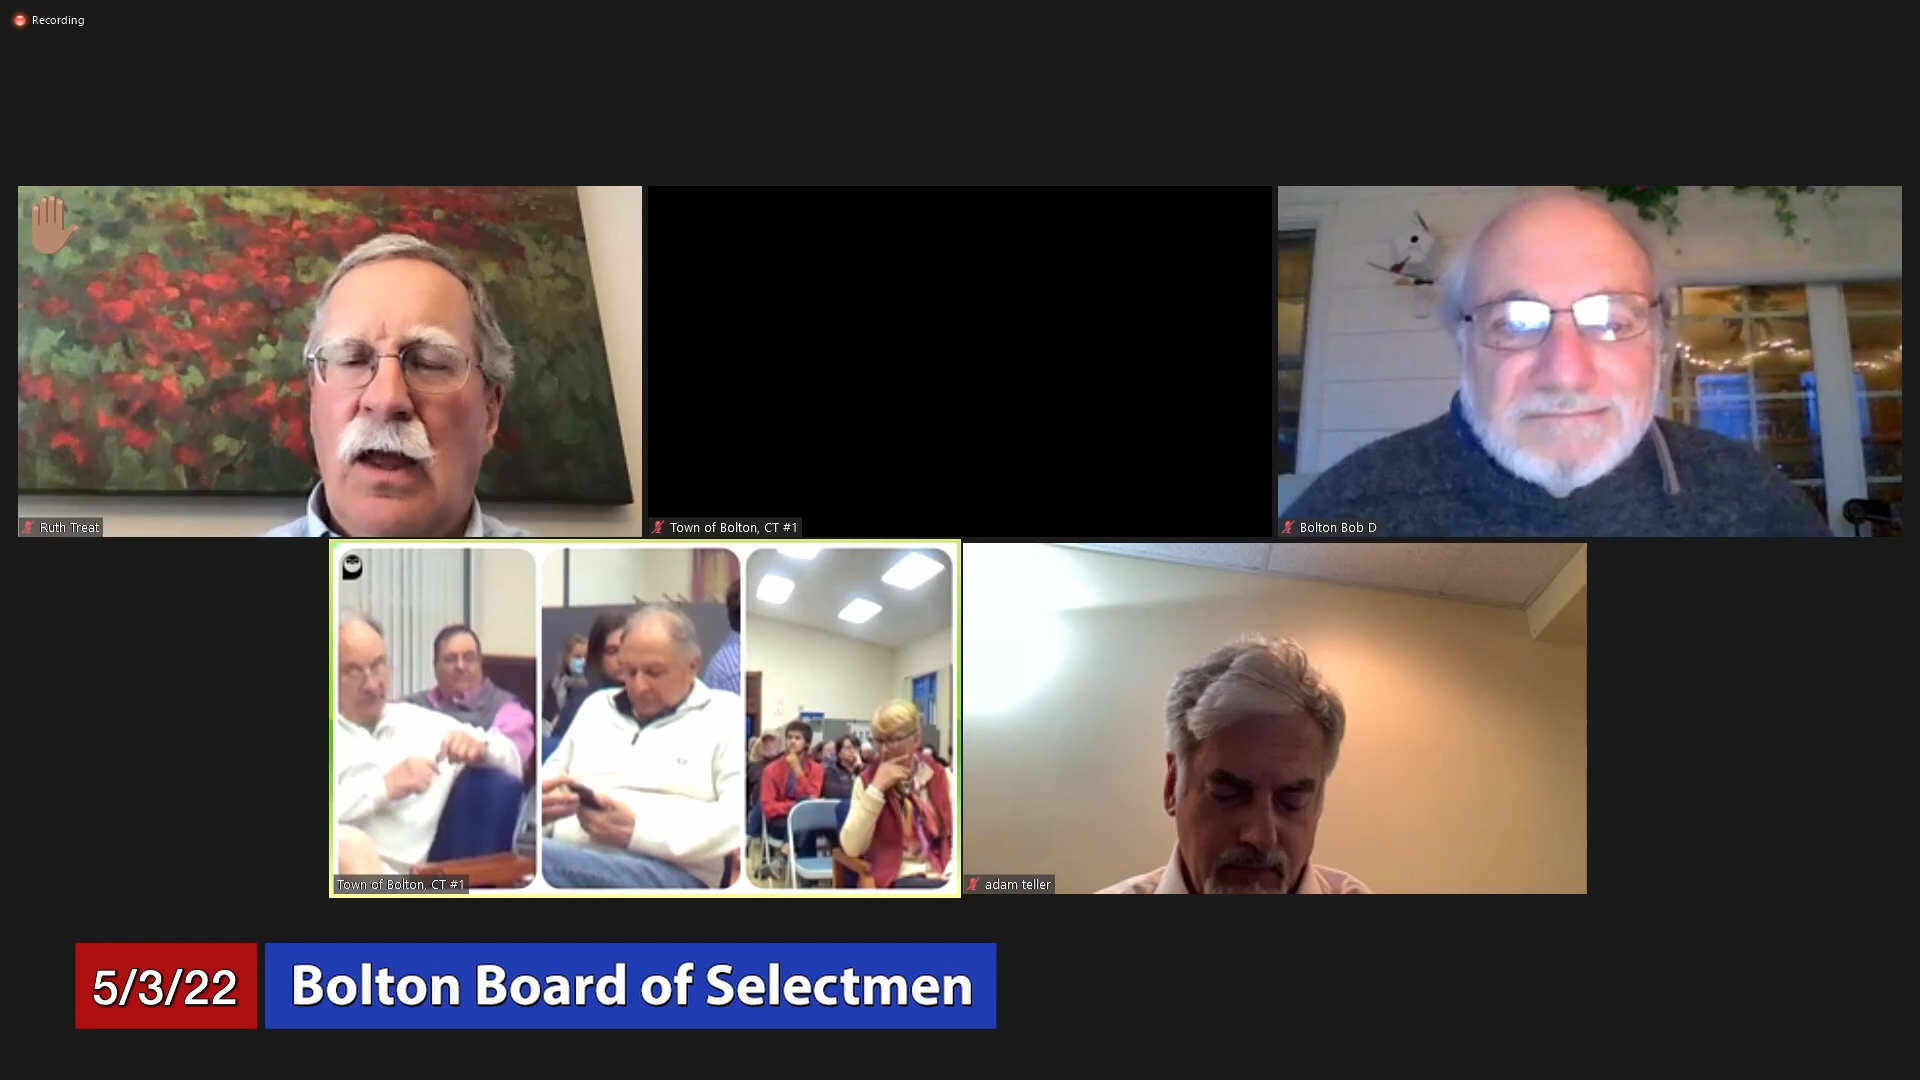 Recording
Ruth Treat
Town of Bolton, CT #1
Bolton Bob D
Town of Bolton, CT #1
adam teller
5/3/22
Bolton Board of Selectmen